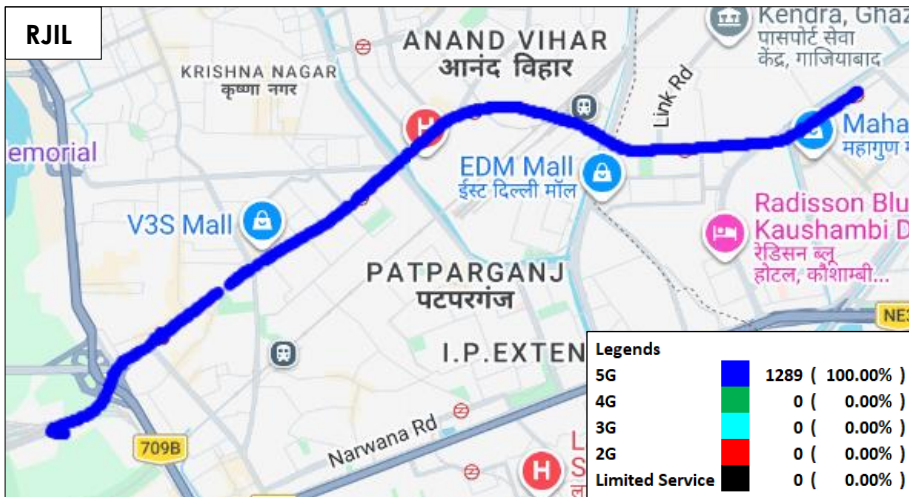 RJIL
ANAND VIHAR
आनंद विहार
KRISHNA NAGAR
कृष्णा नगर
Kendra, Ghaz
पासपोर्ट सेवा
केंद्र, गाजियाबाद
Link Rd
emorial
H
EDM Mall
ईस्ट दिल्ली मॉल
Maha
महागुण म
V3S Mall
Radisson Blu
Kaushambi D
रेडिसन ब्लू
होटल, कौशाम्बी...
PATPARGANJ
पटपरगंज
NE3
I.P.EXTEN
Narwana Rd
709B
H
L
S
Legends
5G 1289 ( 100.00% )
4G 0 ( 0.00% )
3G 0 ( 0.00% )
2G 0 ( 0.00% )
Limited Service 0 ( 0.00% )